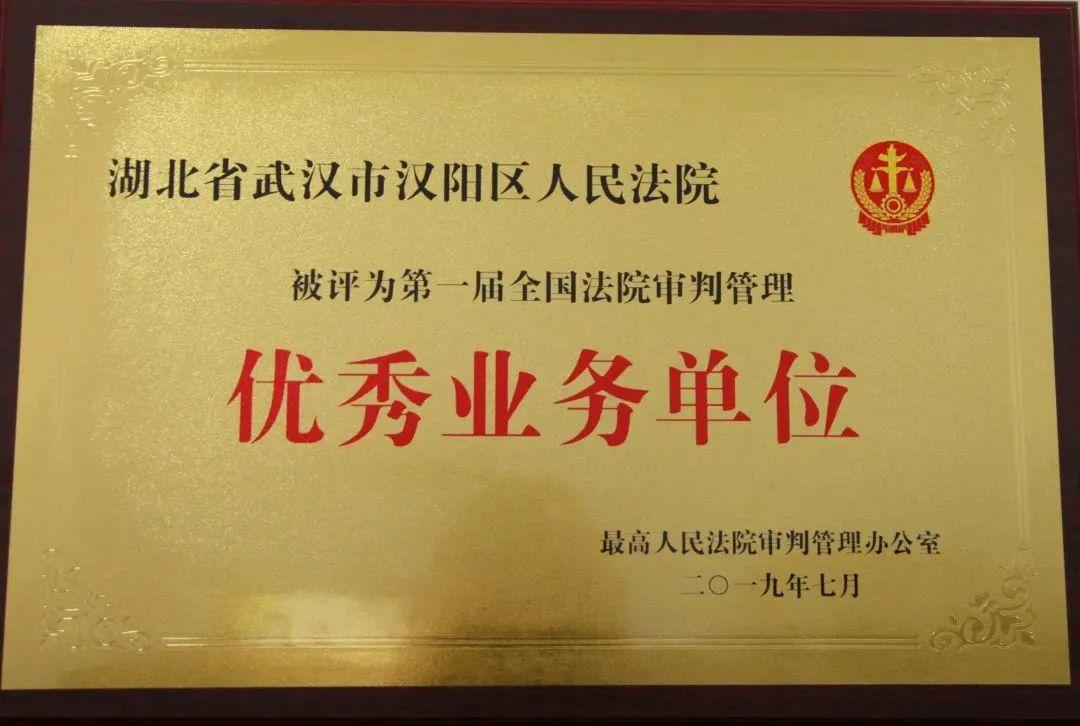 湖北省武汉市汉阳区人民法院
被评为第一届全国法院审判管理
优秀业务单位
最高人民法院审判管理办公室
二〇一九年七月